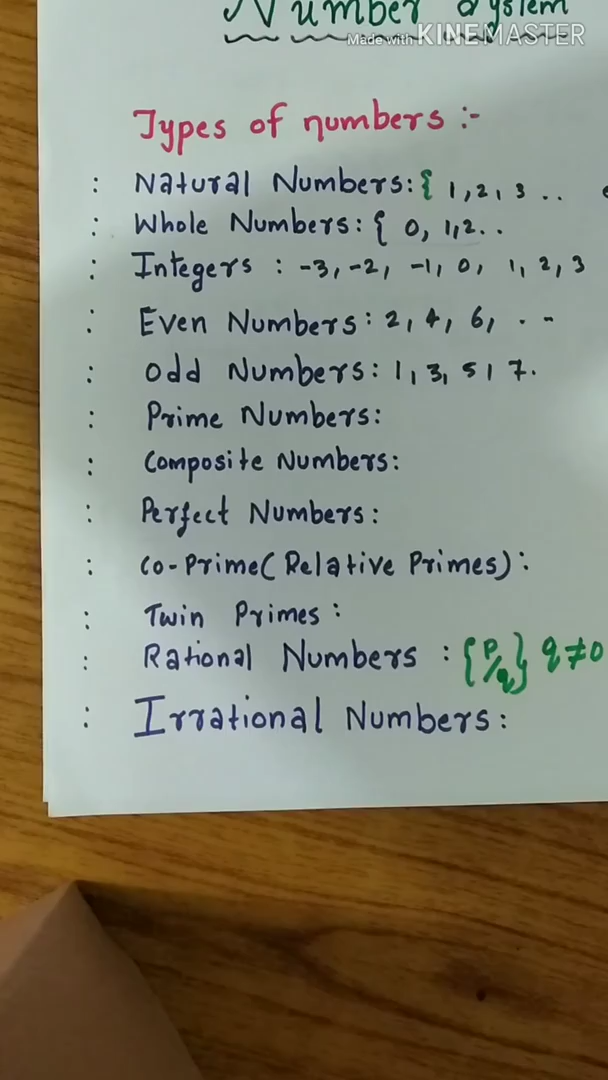 Number System
Made with KINEMASTER
Types of numbers :-
: Natural Numbers: { 1, 2, 3 ..
: Whole Numbers: { 0, 1, 2 . .
: Integers : -3, -2, -1, 0, 1, 2, 3
: Even Numbers: 2, 4, 6, . . -
: Odd Numbers: 1, 3, 5, 7.
: Prime Numbers:
: Composite Numbers:
: Perfect Numbers:
: Co-Prime( Relative Primes) :
: Twin Primes :
: Rational Numbers : {P/q} q ≠ 0
: Irrational Numbers: